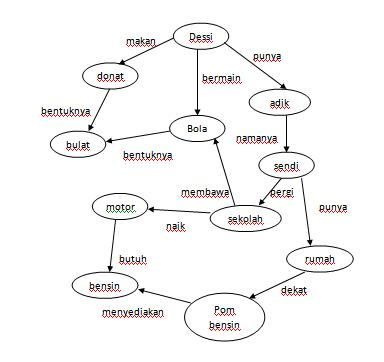 Dessi
makan
punya
donat
bermain
adik
bentuknya
Bola
namanya
bulat
bentuknya
sendi
membawa
pergi
motor
sekolah
punya
naik
butuh
rumah
bensin
dekat
menyediakan
Pom
bensin